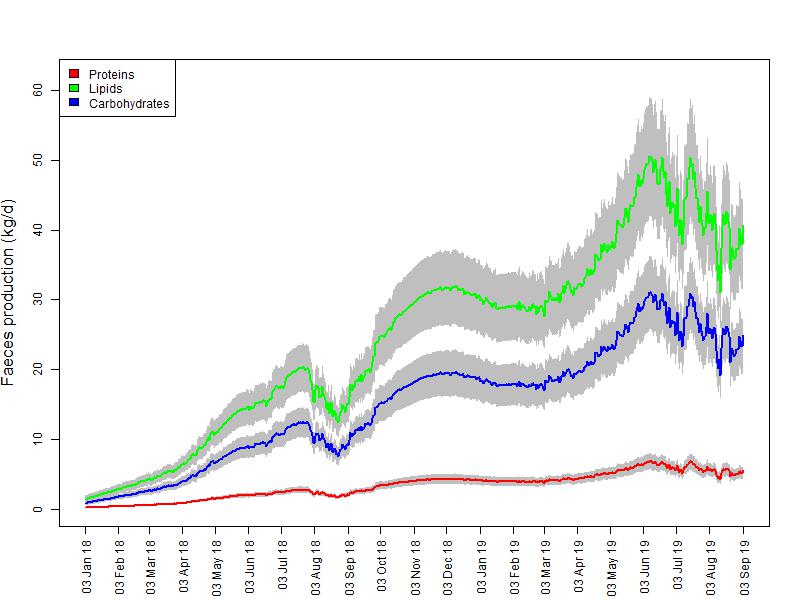 Proteins
Lipids
Carbohydrates
Faeces production (kg/d)
60
50
40
30
20
10
0
03 Jan 18
03 Feb 18
03 Mar 18
03 Apr 18
03 May 18
03 Jun 18
03 Jul 18
03 Aug 18
03 Sep 18
03 Oct 18
03 Nov 18
03 Dec 18
03 Jan 19
03 Feb 19
03 Mar 19
03 Apr 19
03 May 19
03 Jun 19
03 Jul 19
03 Aug 19
03 Sep 19